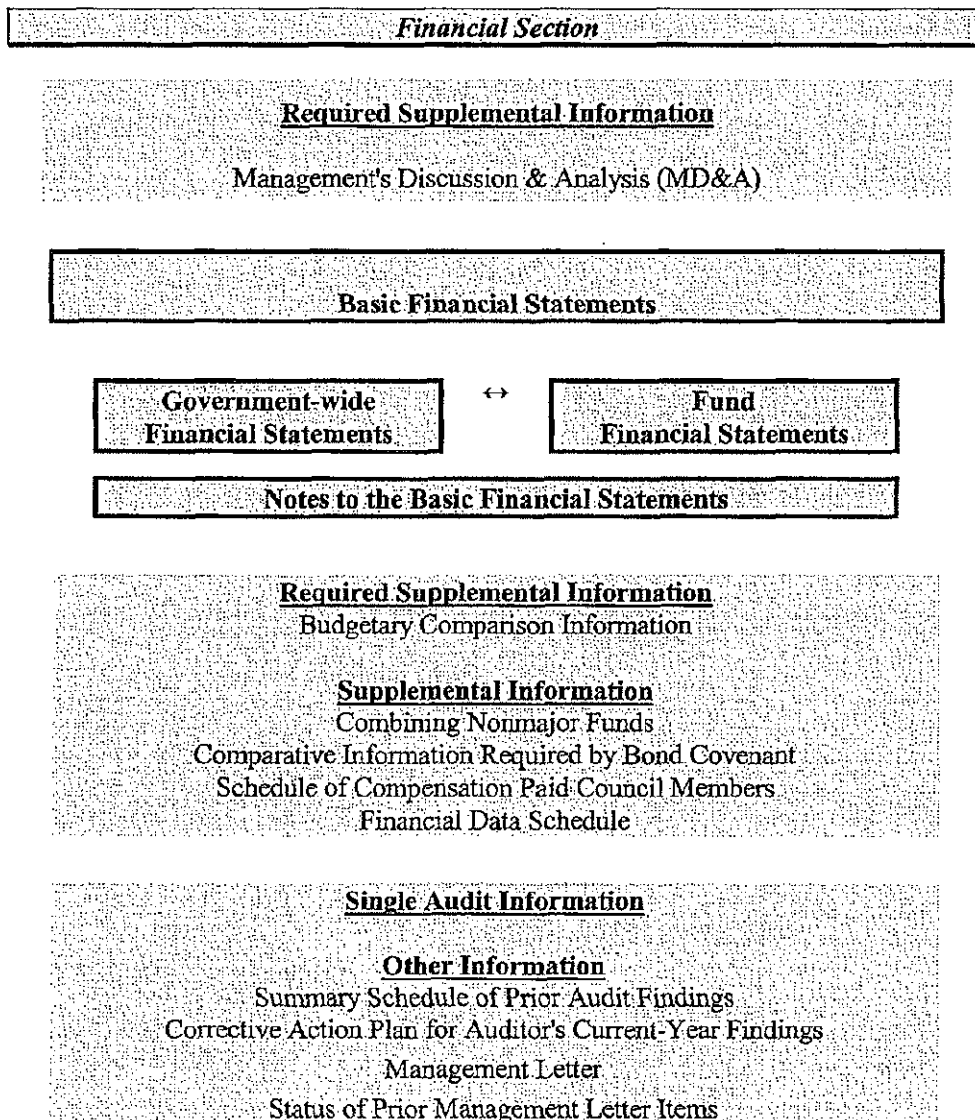 Financial Section
Required Supplemental Information
Management's Discussion & Analysis (MD&A)
Basic Financial Statements
Government-wide
Financial Statements
↔
Fund
Financial Statements
Notes to the Basic Financial Statements
Required Supplemental Information
Budgetary Comparison Information
Supplemental Information
Combining Nonmajor Funds
Comparative Information Required by Bond Covenant
Schedule of Compensation Paid Council Members
Financial Data Schedule
Single Audit Information
Other Information
Summary Schedule of Prior Audit Findings
Corrective Action Plan for Auditor's Current-Year Findings
Management Letter
Status of Prior Management Letter Items